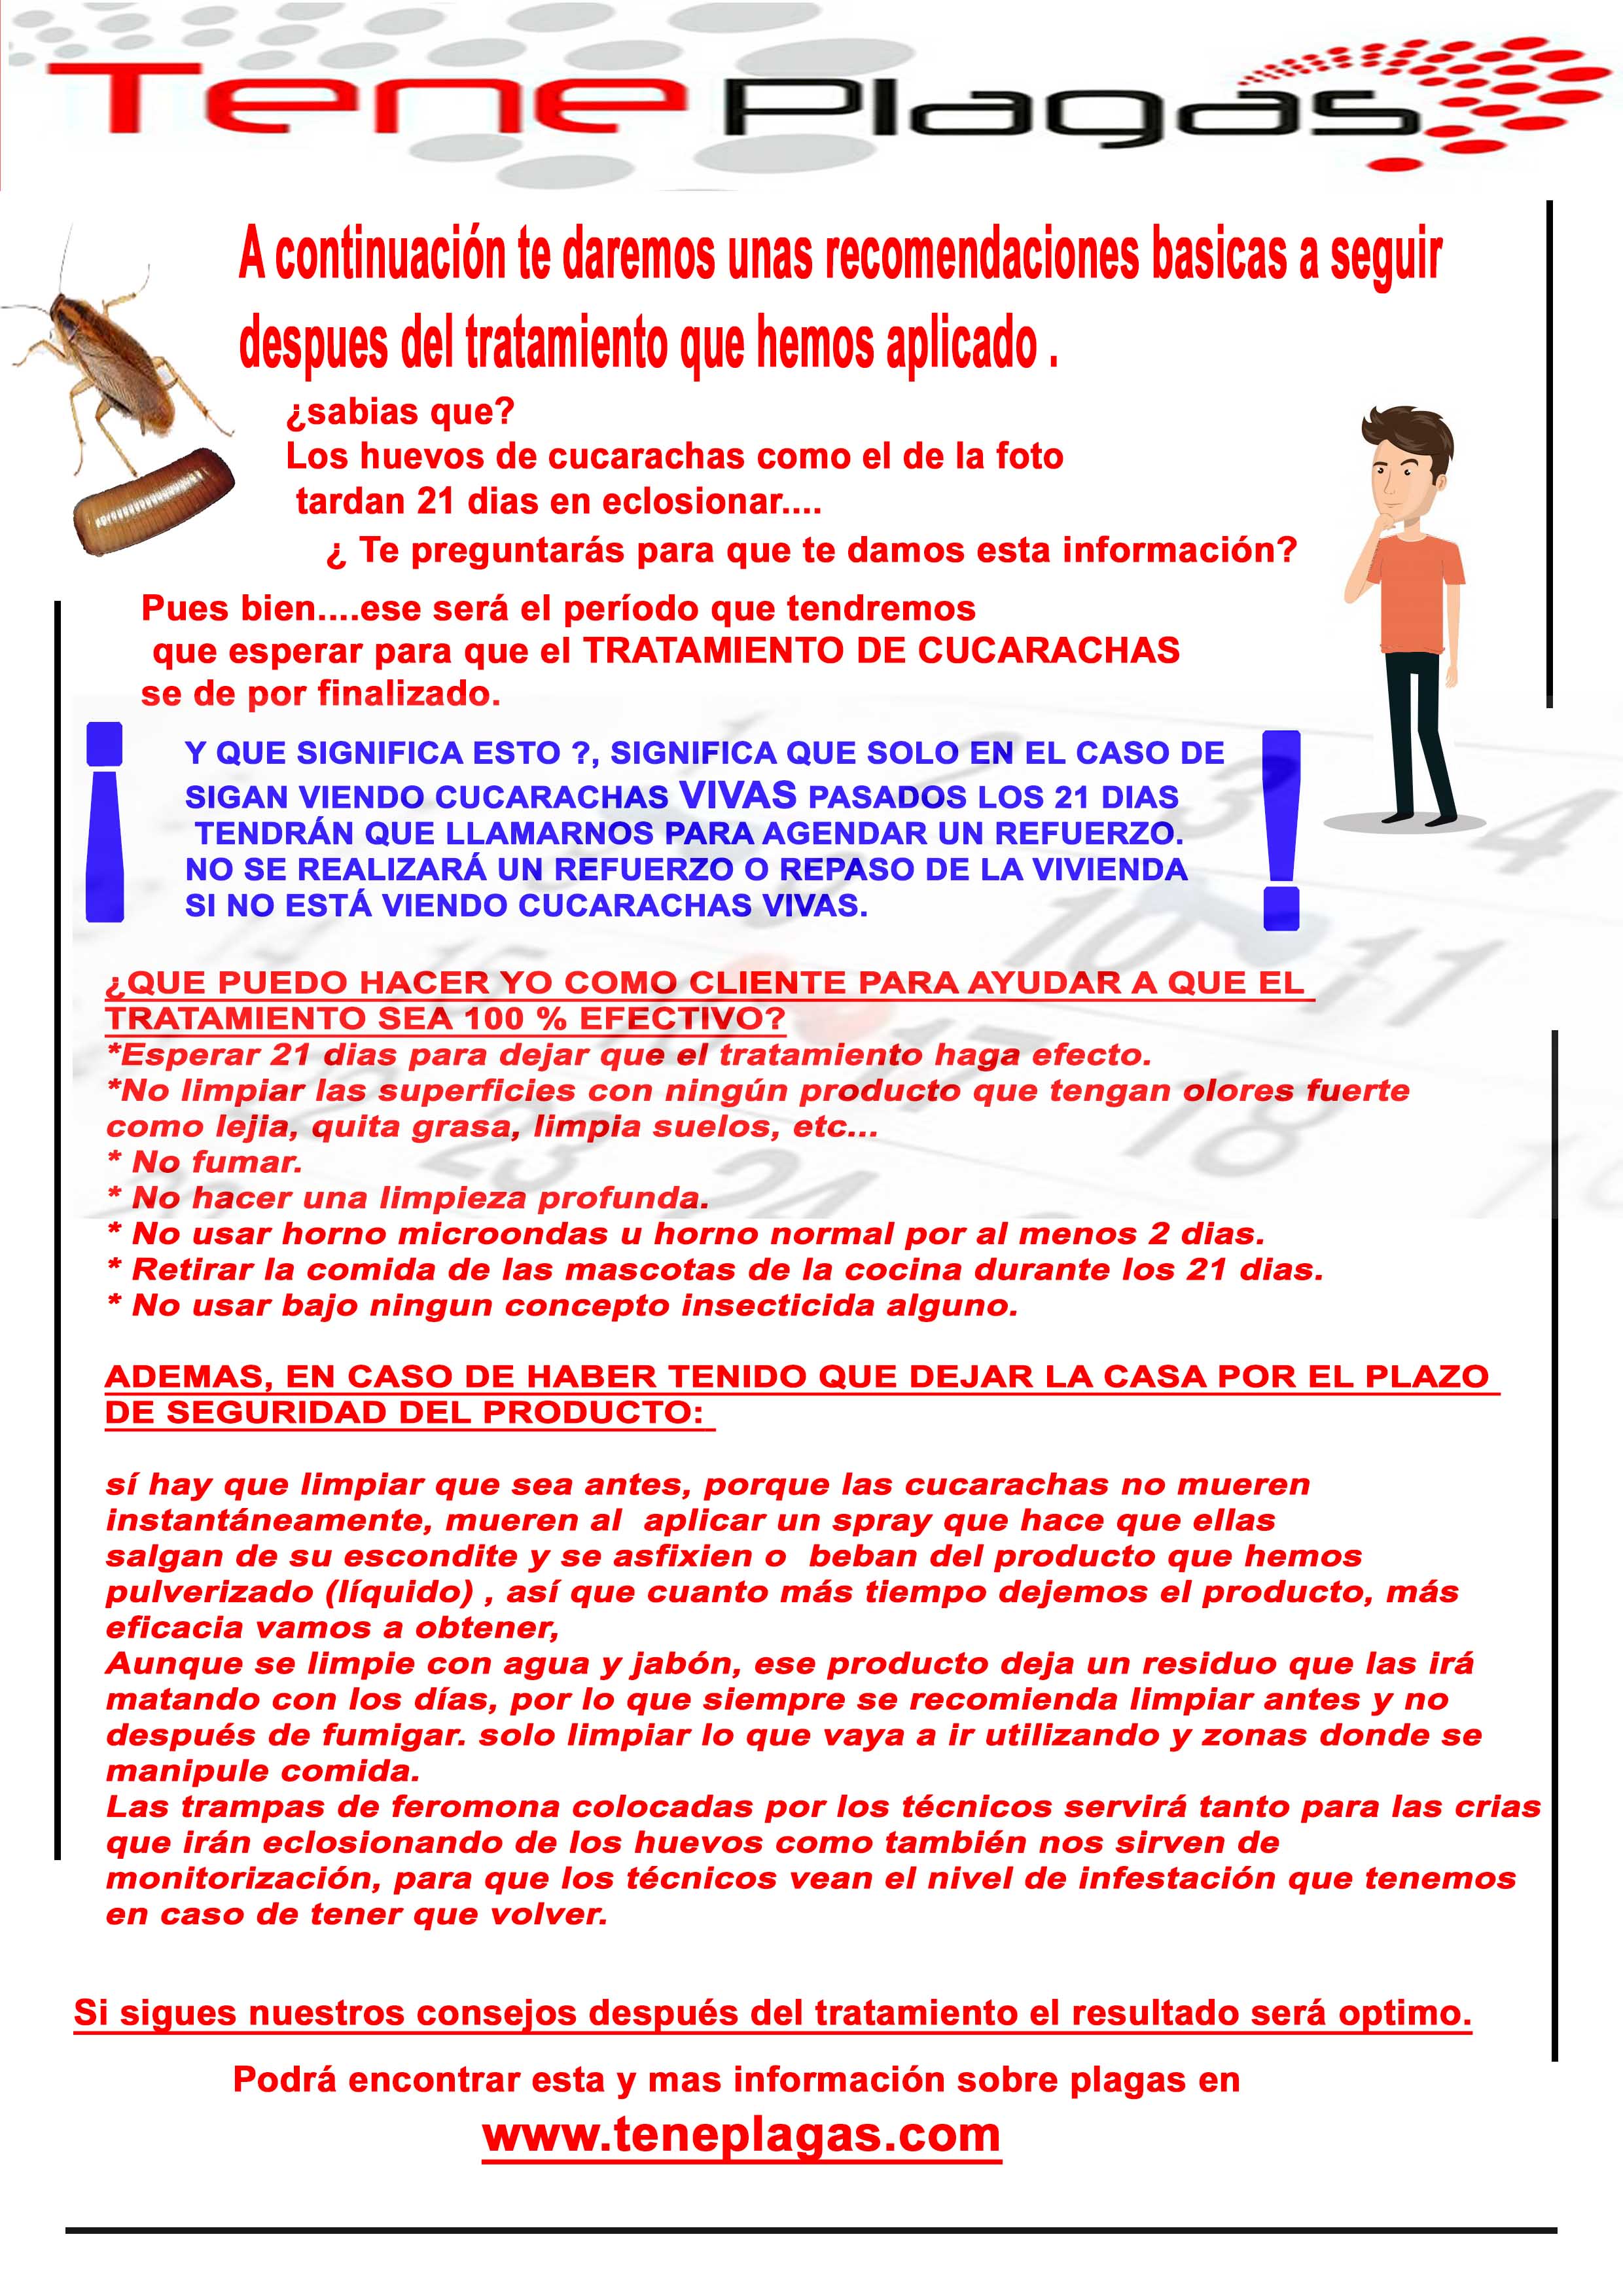 Tene Plagas
A continuación te daremos unas recomendaciones basicas a seguir
despues del tratamiento que hemos aplicado .
¿sabias que?
Los huevos de cucarachas como el de la foto
tardan 21 dias en eclosionar....
¿ Te preguntarás para que te damos esta información?
Pues bien....ese será el período que tendremos
que esperar para que el TRATAMIENTO DE CUCARACHAS
se de por finalizado.
¡ Y QUE SIGNIFICA ESTO ?, SIGNIFICA QUE SOLO EN EL CASO DE
SIGAN VIENDO CUCARACHAS VIVAS PASADOS LOS 21 DIAS
TENDRÁN QUE LLAMARNOS PARA AGENDAR UN REFUERZO.
NO SE REALIZARÁ UN REFUERZO O REPASO DE LA VIVIENDA
SI NO ESTÁ VIENDO CUCARACHAS VIVAS. !
¿QUE PUEDO HACER YO COMO CLIENTE PARA AYUDAR A QUE EL
TRATAMIENTO SEA 100 % EFECTIVO?
*Esperar 21 dias para dejar que el tratamiento haga efecto.
*No limpiar las superficies con ningún producto que tengan olores fuerte
como lejia, quita grasa, limpia suelos, etc...
* No fumar.
* No hacer una limpieza profunda.
* No usar horno microondas u horno normal por al menos 2 dias.
* Retirar la comida de las mascotas de la cocina durante los 21 dias.
* No usar bajo ningun concepto insecticida alguno.
ADEMAS, EN CASO DE HABER TENIDO QUE DEJAR LA CASA POR EL PLAZO
DE SEGURIDAD DEL PRODUCTO:
sí hay que limpiar que sea antes, porque las cucarachas no mueren
instantáneamente, mueren al aplicar un spray que hace que ellas
salgan de su escondite y se asfixien o beban del producto que hemos
pulverizado (líquido) , así que cuanto más tiempo dejemos el producto, más
eficacia vamos a obtener,
Aunque se limpie con agua y jabón, ese producto deja un residuo que las irá
matando con los días, por lo que siempre se recomienda limpiar antes y no
después de fumigar. solo limpiar lo que vaya a ir utilizando y zonas donde se
manipule comida.
Las trampas de feromona colocadas por los técnicos servirá tanto para las crias
que irán eclosionando de los huevos como también nos sirven de
monitorización, para que los técnicos vean el nivel de infestación que tenemos
en caso de tener que volver.
Si sigues nuestros consejos después del tratamiento el resultado será optimo.
Podrá encontrar esta y mas información sobre plagas en
www.teneplagas.com
2
3
4
9
10
11
15
16
17
18
22
23
24